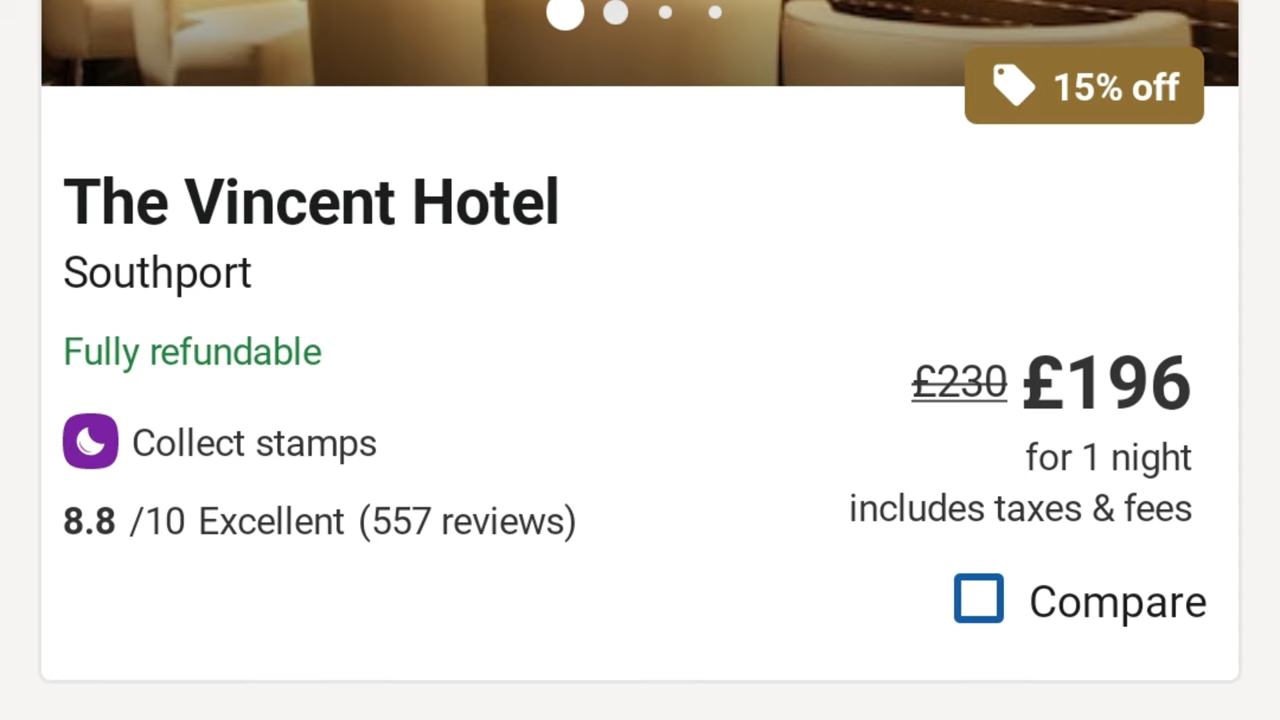 15% off
The Vincent Hotel
Southport
Fully refundable
£230 £196
Collect stamps
for 1 night
includes taxes & fees
8.8 /10 Excellent (557 reviews)
Compare